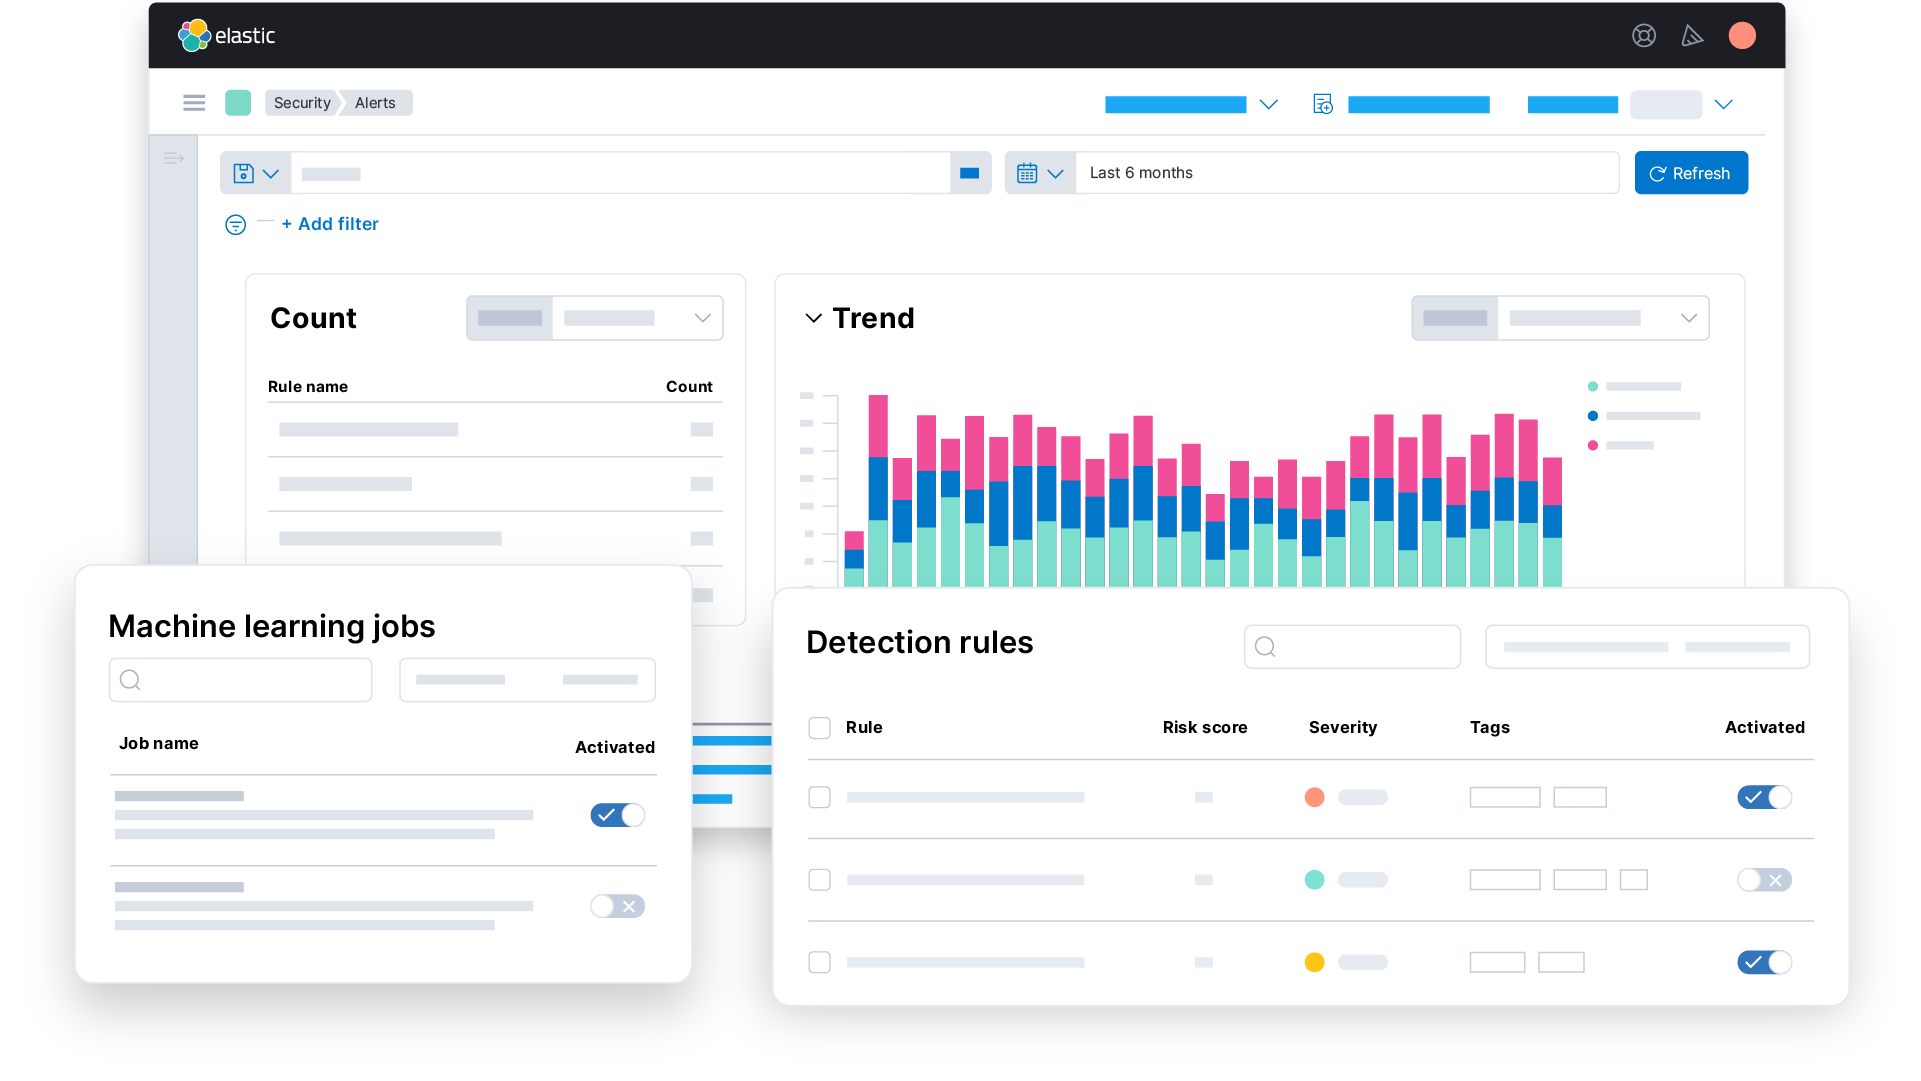 elastic
Security Alerts
Last 6 months
Refresh
+ Add filter
Count
Rule name Count
Trend
Machine learning jobs
Job name Activated
Detection rules
Rule Risk score Severity Tags Activated